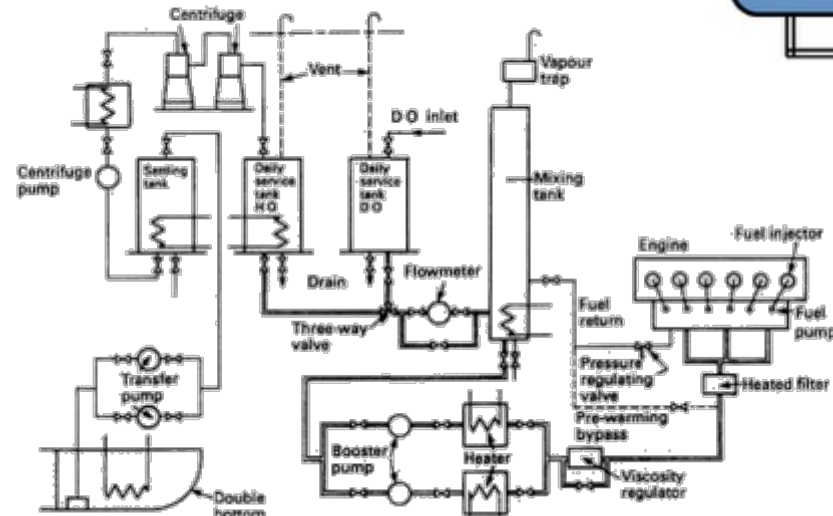 Centrifuge
Vent
Vapour
trap
D O inlet
Centrifuge
pump
Settling
tank
Daily
service
tank
H O
Daily
service
tank
D O
Mixing
tank
Engine
Fuel injector
Drain
Flowmeter
Three way
valve
Fuel
return
Fuel
pump
Pressure
regulating
valve
Heated filter
Transfer
pump
Pre-warming
bypass
Booster
pump
Heater
Viscosity
regulator
Double
bottom